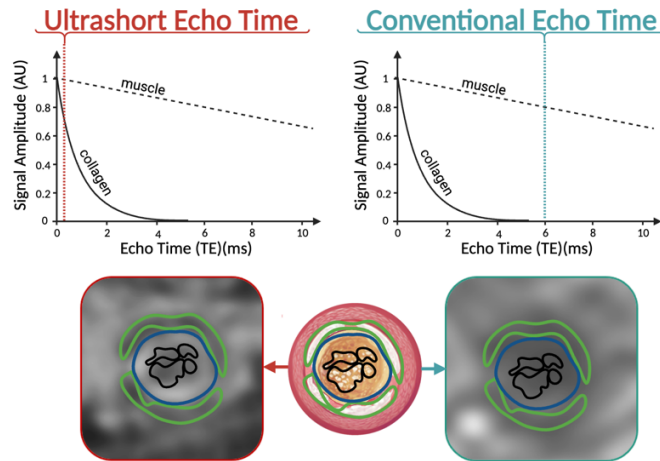 Ultrashort Echo Time
Conventional Echo Time
Signal Amplitude (AU)
1
0.8
0.6
0.4
0.2
0
muscle
collagen
0 2 4 6 8 10
Echo Time (TE)(ms)
Signal Amplitude (AU)
1
0.8
0.6
0.4
0.2
0
muscle
collagen
0 2 4 6 8 10
Echo Time (TE)(ms)